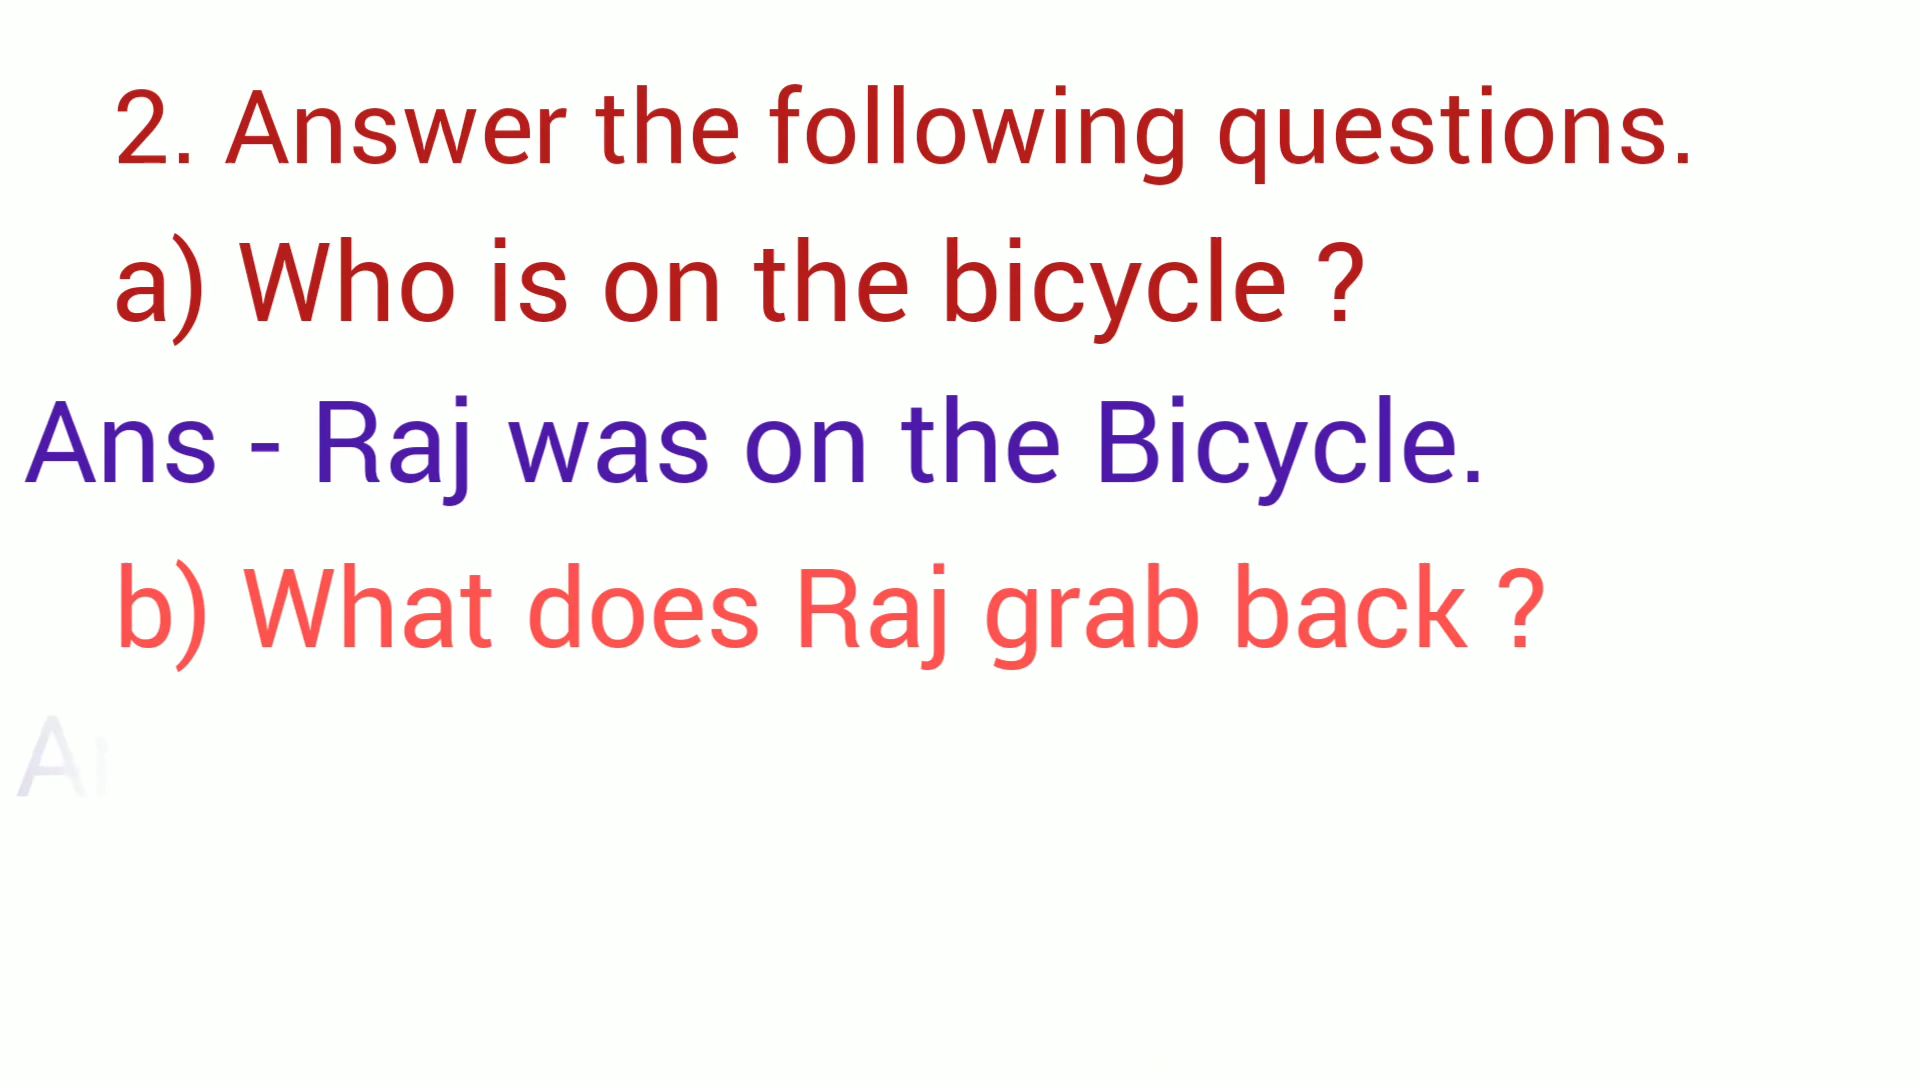 2. Answer the following questions.
a) Who is on the bicycle ?
Ans - Raj was on the Bicycle.
b) What does Raj grab back ?